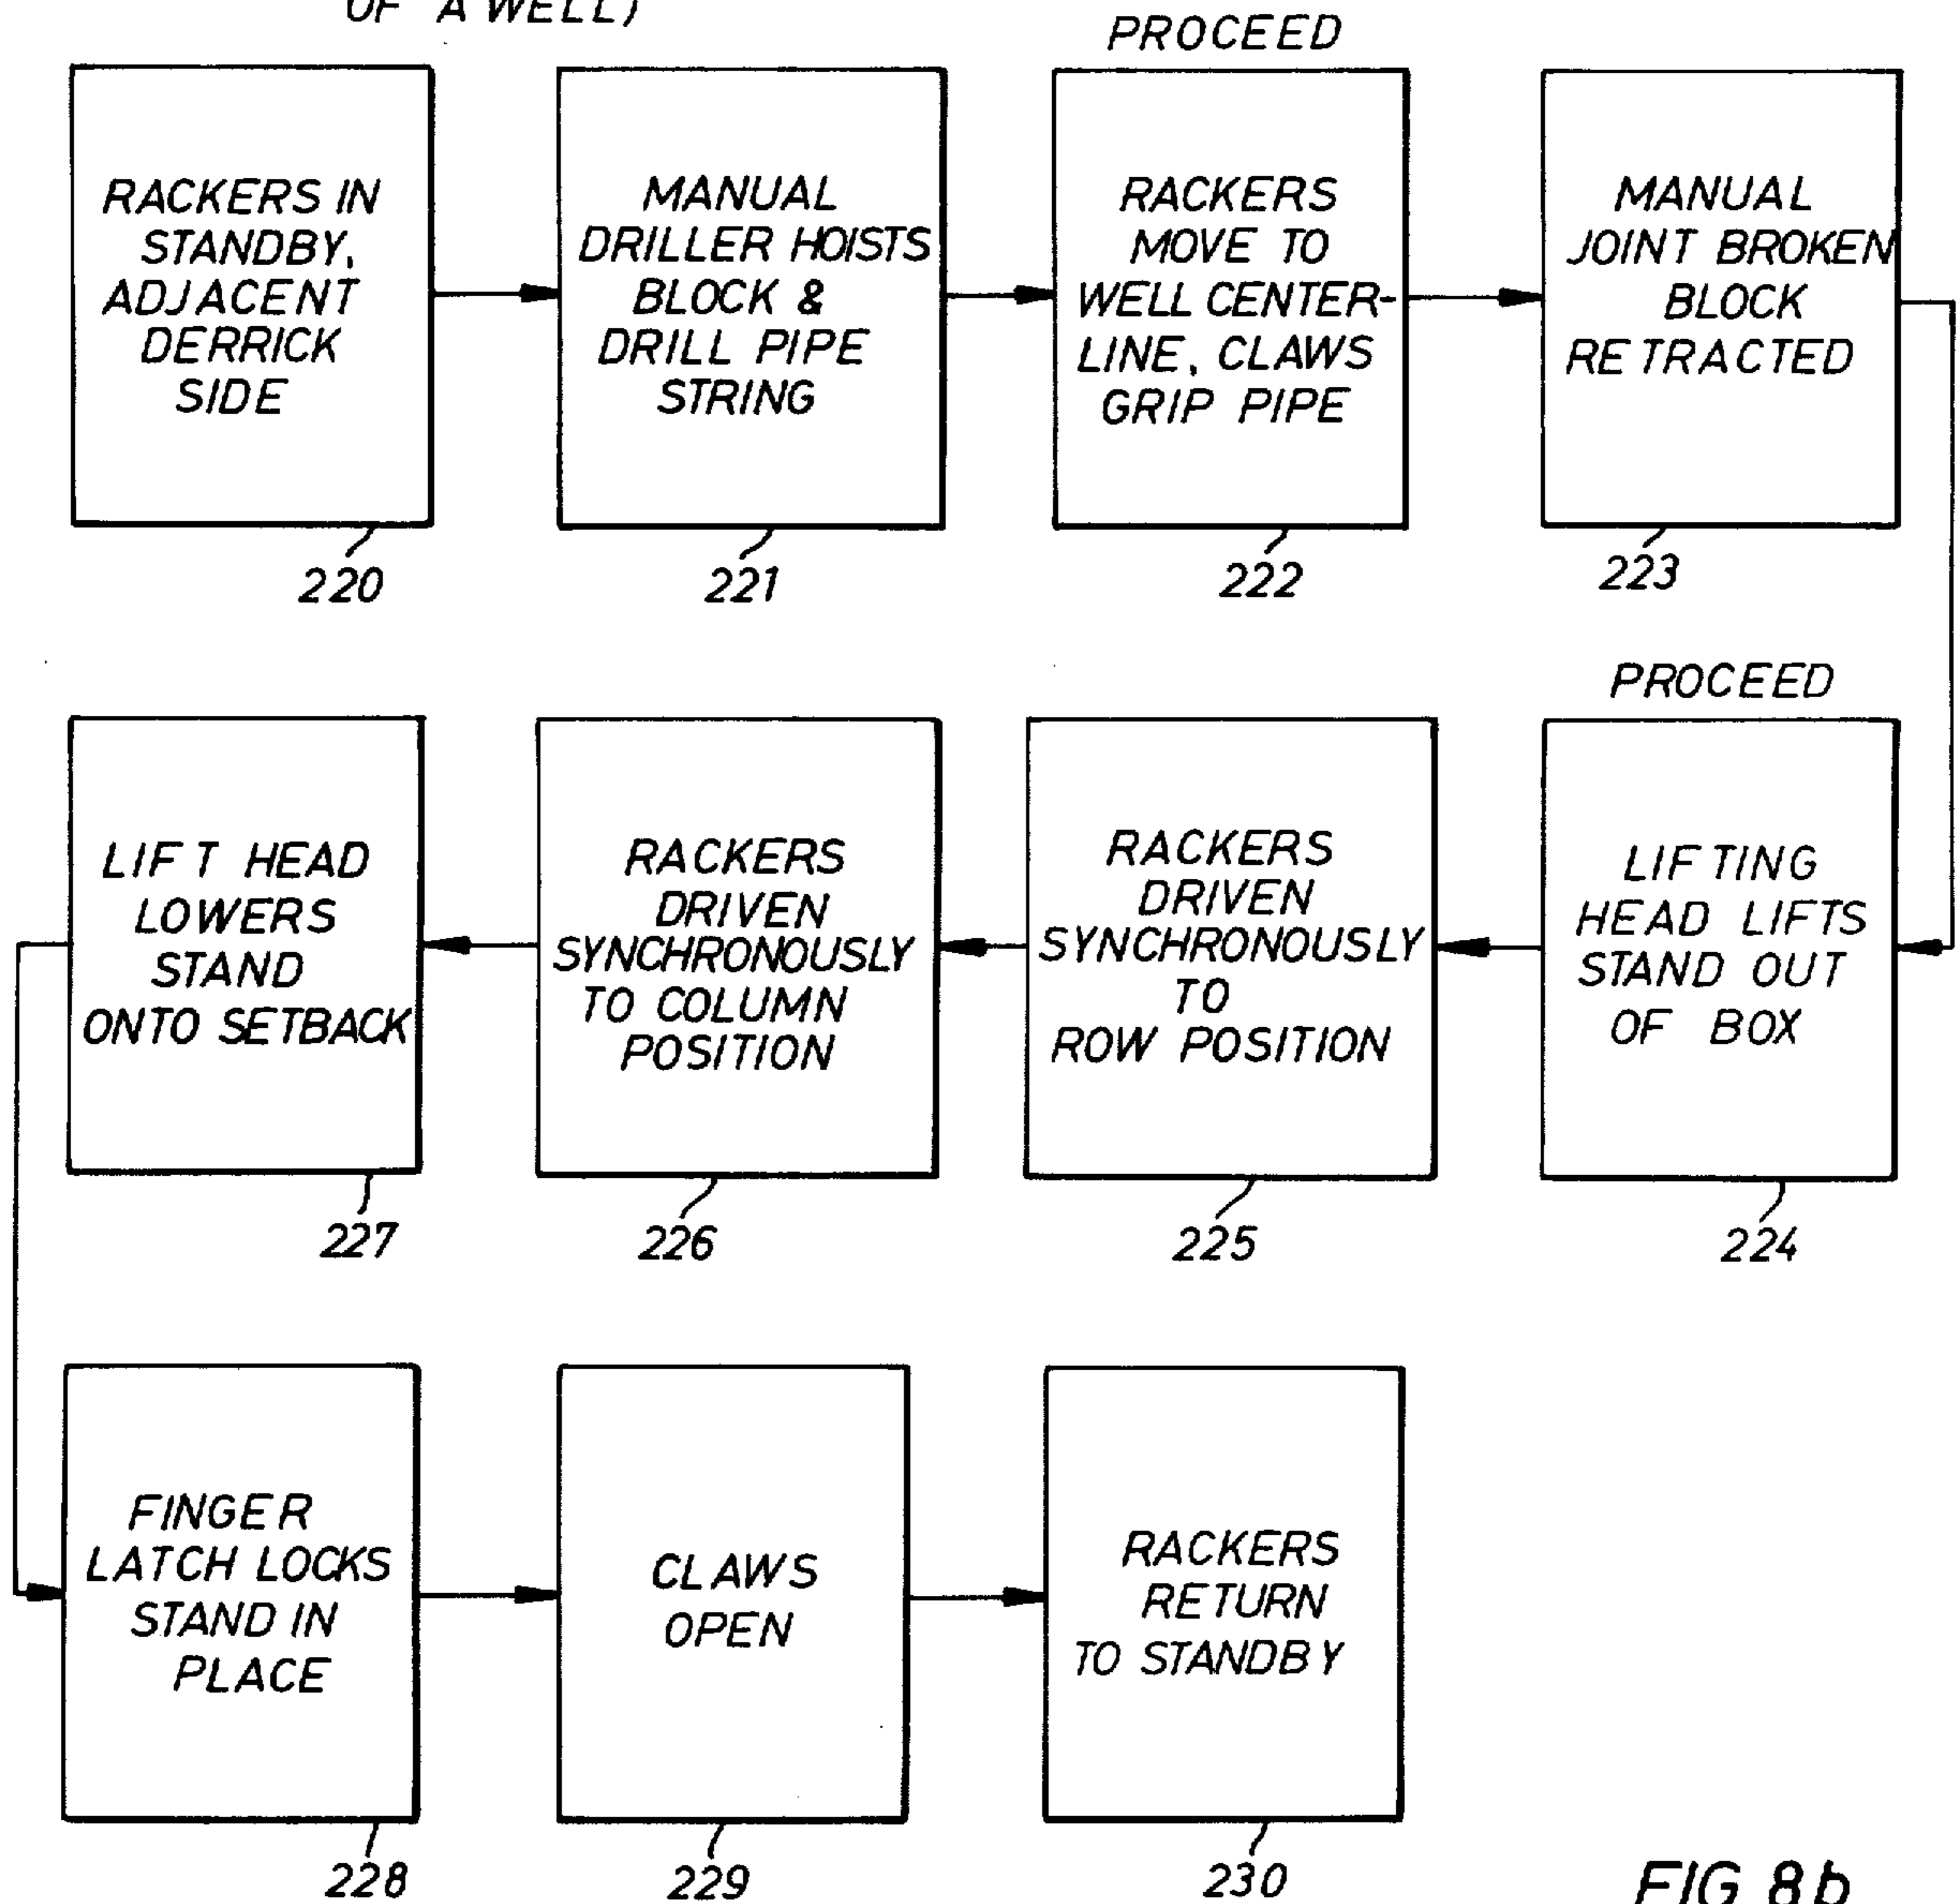 OF A WELL)
PROCEED
RACKERS IN
STANDBY,
ADJACENT
DERRICK
SIDE
220
MANUAL
DRILLER HOISTS
BLOCK &
DRILL PIPE
STRING
221
RACKERS
MOVE TO
WELL CENTER-
LINE, CLAWS
GRIP PIPE
222
MANUAL
JOINT BROKEN
BLOCK
RETRACTED
223
PROCEED
LIFTING
HEAD LIFTS
STAND OUT
OF BOX
224
RACKERS
DRIVEN
SYNCHRONOUSLY
TO
ROW POSITION
225
RACKERS
DRIVEN
SYNCHRONOUSLY
TO COLUMN
POSITION
226
LIFT HEAD
LOWERS
STAND
ONTO SETBACK
227
FINGER
LATCH LOCKS
STAND IN
PLACE
228
CLAWS
OPEN
229
RACKERS
RETURN
TO STANDBY
230
FIG 8b